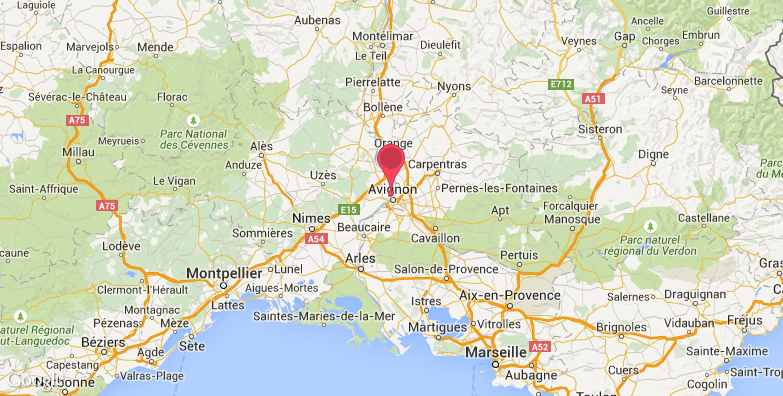 Laguiole
Guillestre
Aubenas
Ancelle
Embrun
Espalion
Marvejols
Mende
Montélimar
Dieulefit
Veynes
Gap
Chorges
La Canourgue
Le Teil
Barcelonnette
Pierrelatte
Nyons
E712
Seyne
Sévérac-le-Château
Florac
Bollène
A51
A75
Parc National
des Cévennes
Sisteron
Meyrueis
Alès
Orange
Millau
Anduze
Carpentras
Digne
Saint-Affrique
Le Vigan
Uzès
Avignon
Pernes-les-Fontaines
A75
E15
Apt
Forcalquier
Manosque
Castellane
Nimes
Beaucaire
Cavaillon
Parc naturel
régional du Verdon
Sommières
A54
Lodève
Arles
Pertuis
Montpellier
Lunel
Salon-de-Provence
Clermont-l'Hérault
Aigues-Mortes
Aix-en-Provence
Salernes
Draguignan
Lattes
Istres
Montagnac
Saintes-Maries-de-la-Mer
Pézenas
Mèze
Martigues
Vitrolles
Brignoles
Vidauban
Fréjus
Béziers
Sète
A52
Agde
Marseille
Sainte-Maxime
Capestang
Valras-Plage
Aubagne
Cogolin
Narbonne